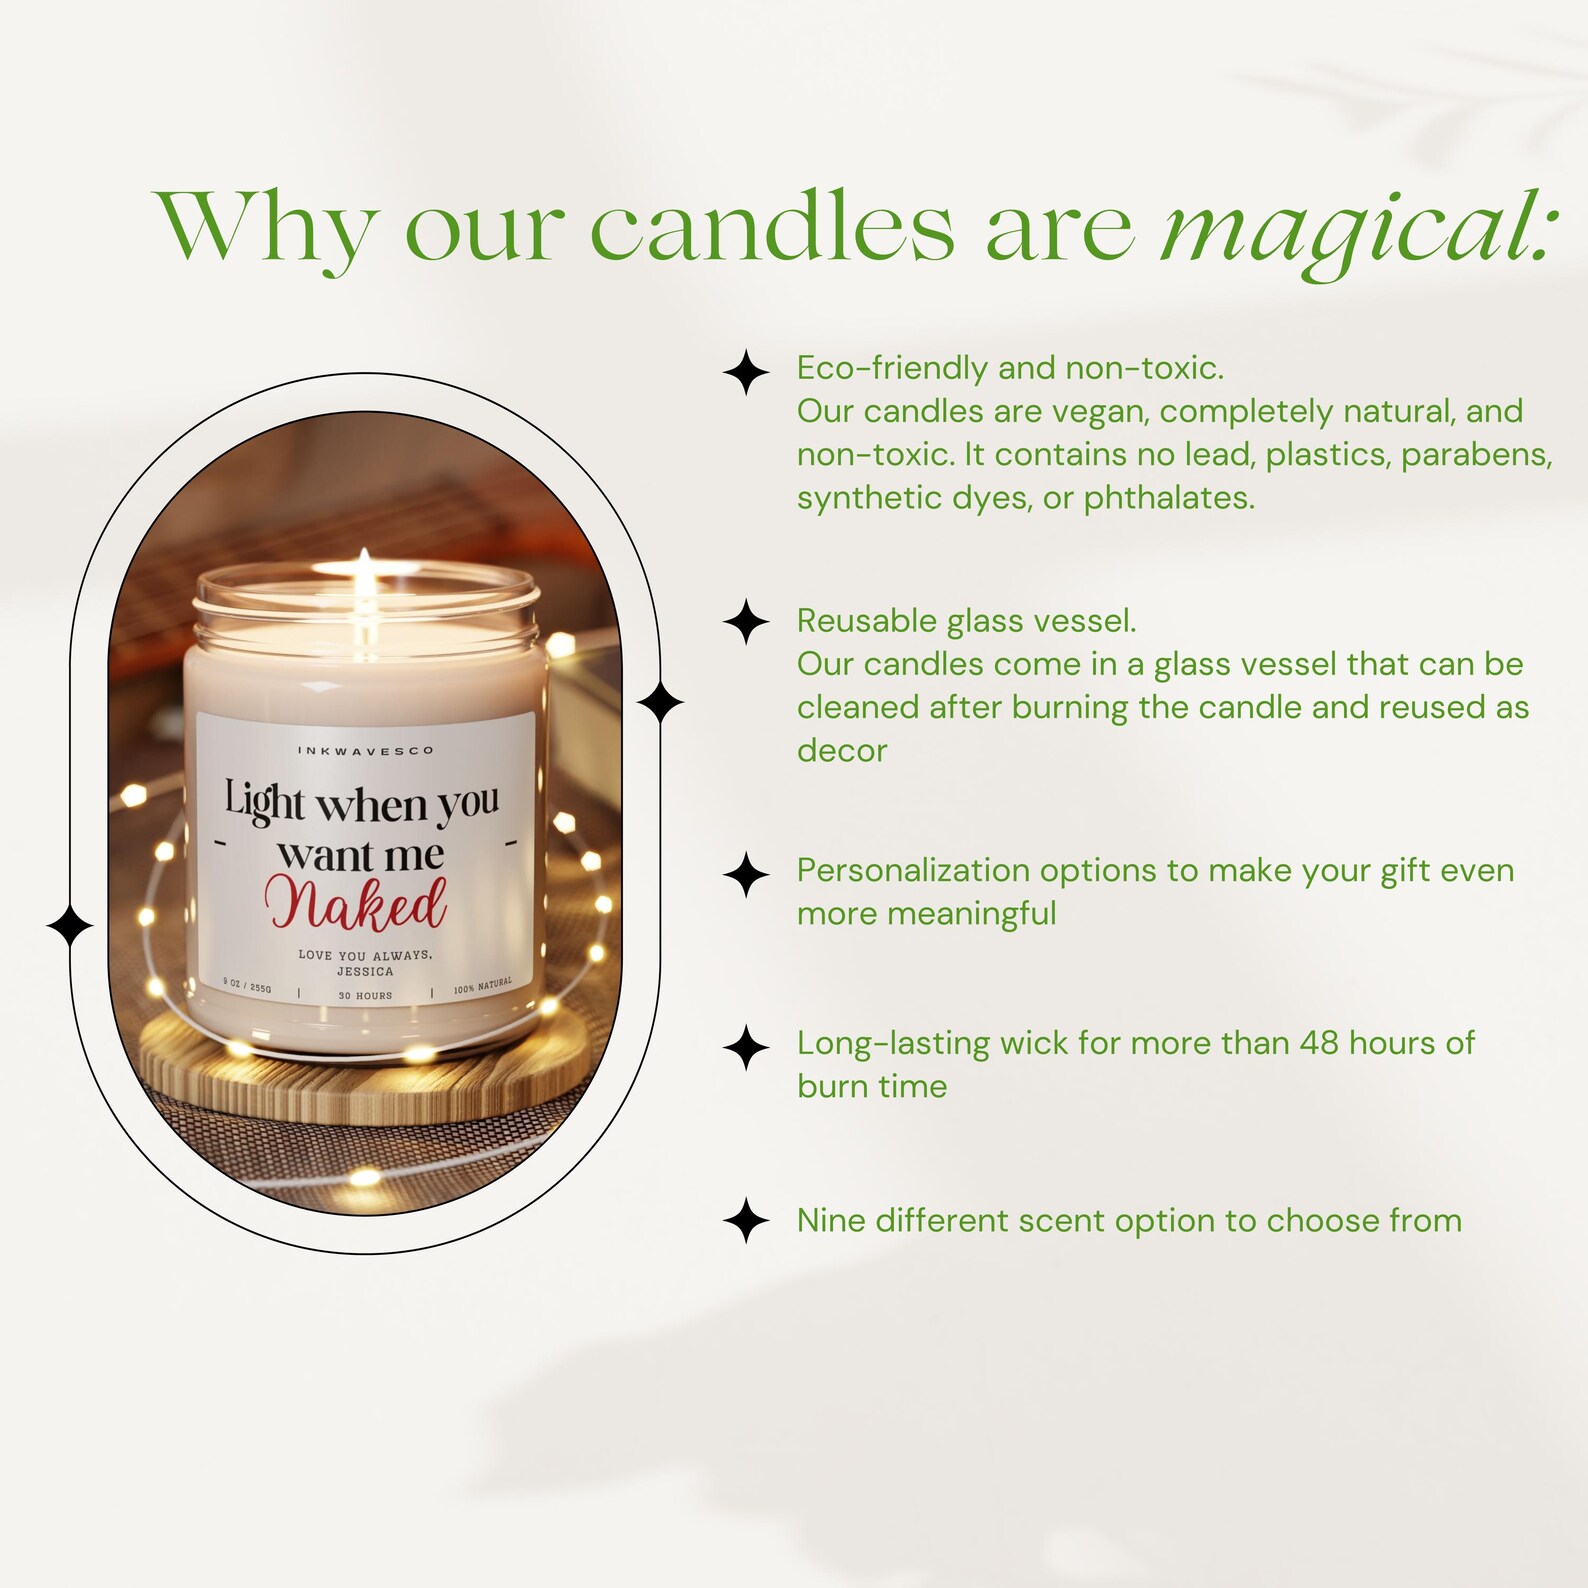 Why our candles are magical:
Eco-friendly and non-toxic.
Our candles are vegan, completely natural, and
non-toxic. It contains no lead, plastics, parabens,
synthetic dyes, or phthalates.
Reusable glass vessel.
Our candles come in a glass vessel that can be
cleaned after burning the candle and reused as
decor
Personalization options to make your gift even
more meaningful
Long-lasting wick for more than 48 hours of
burn time
Nine different scent option to choose from
INKWAVESCO
Light when you
- want me -
Naked
LOVE YOU ALWAYS,
JESSICA
9 OZ / 255G | 30 HOURS | 100% NATURAL